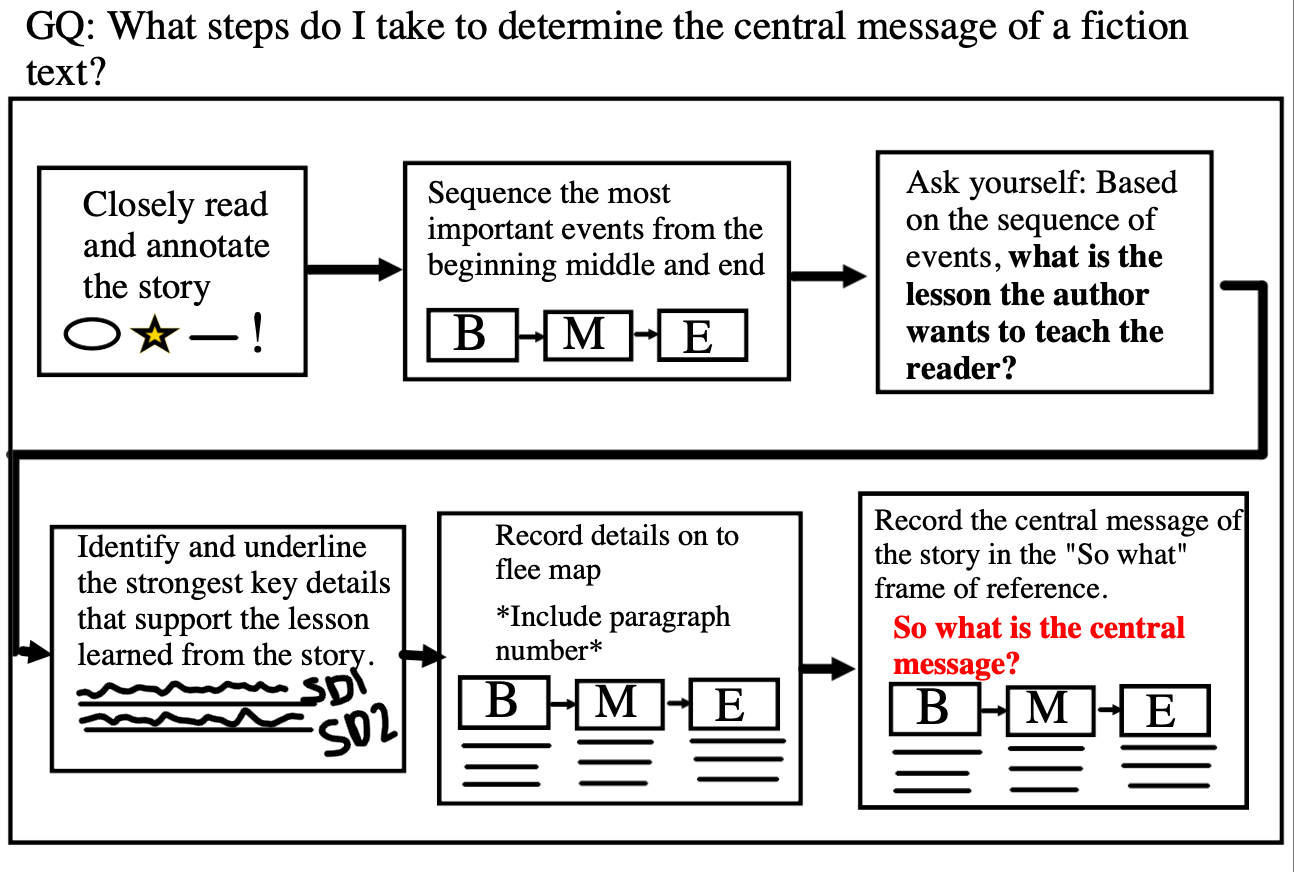 GQ: What steps do I take to determine the central message of a fiction
text?
Closely read
and annotate
the story
!
Sequence the most
important events from the
beginning middle and end
B M E
Ask yourself: Based
on the sequence of
events, what is the
lesson the author
wants to teach the
reader?
Identify and underline
the strongest key details
that support the lesson
learned from the story.
SD1
SD2
Record details on to
flee map
*Include paragraph
number*
B M E
Record the central message of
the story in the "So what"
frame of reference.
So what is the central
message?
B M E